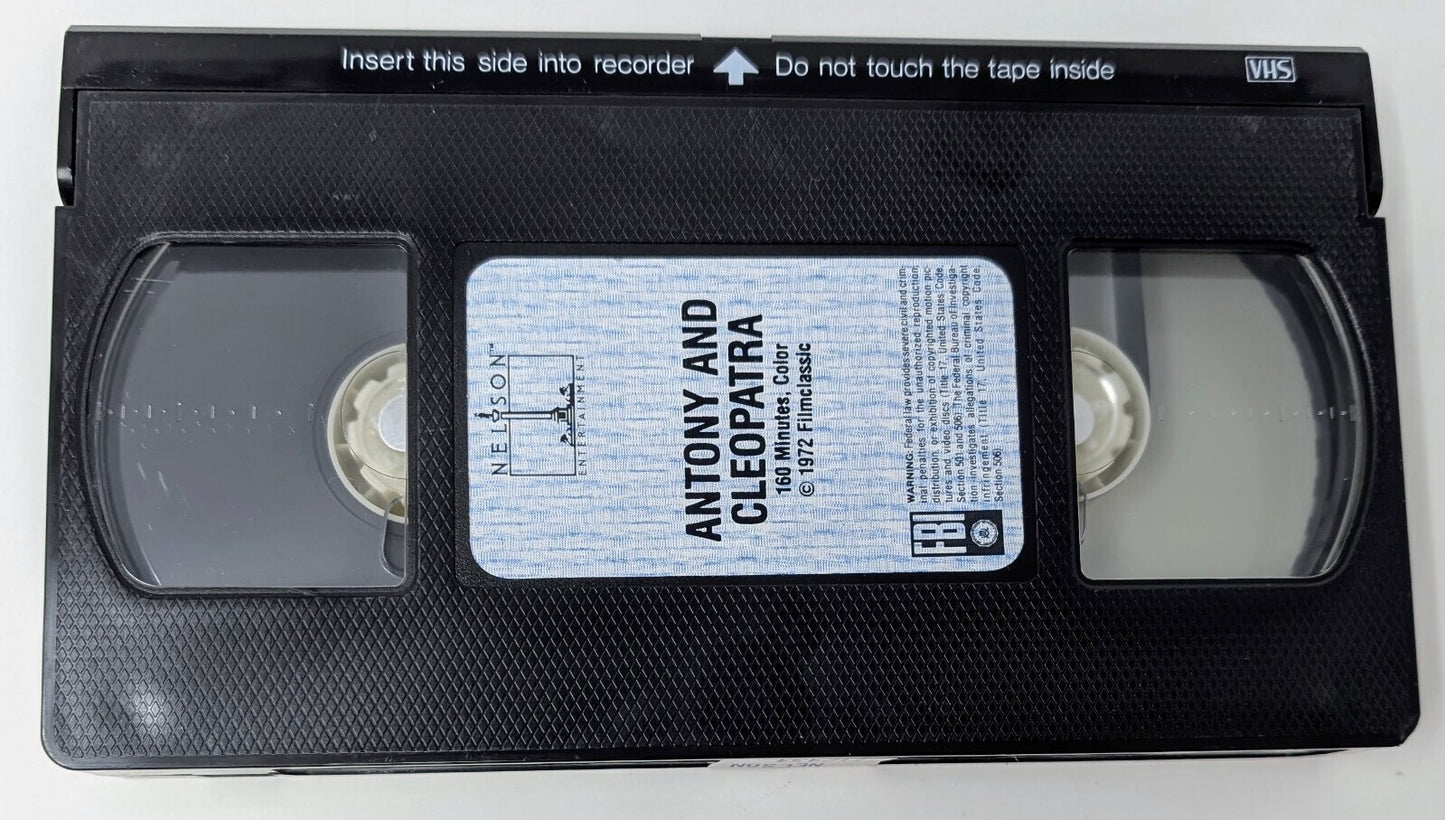 Insert this side into recorder Do not touch the tape inside
VHS
NELSON™
ENTERTAINMENT
ANTONY AND
CLEOPATRA
160 Minutes, Color
© 1972 Filmclassic
FBI
WARNING: Federal law provides severe civil and crim-
inal penalties for the unauthorized reproduction,
distribution, or exhibition of copyrighted motion pic-
tures and video discs (Title 17, United States Code,
Section 501 and 506). The Federal Bureau of Investiga-
tion investigates allegations of criminal copyright
infringement (Title 17, United States Code,
Section 506).
NELSON